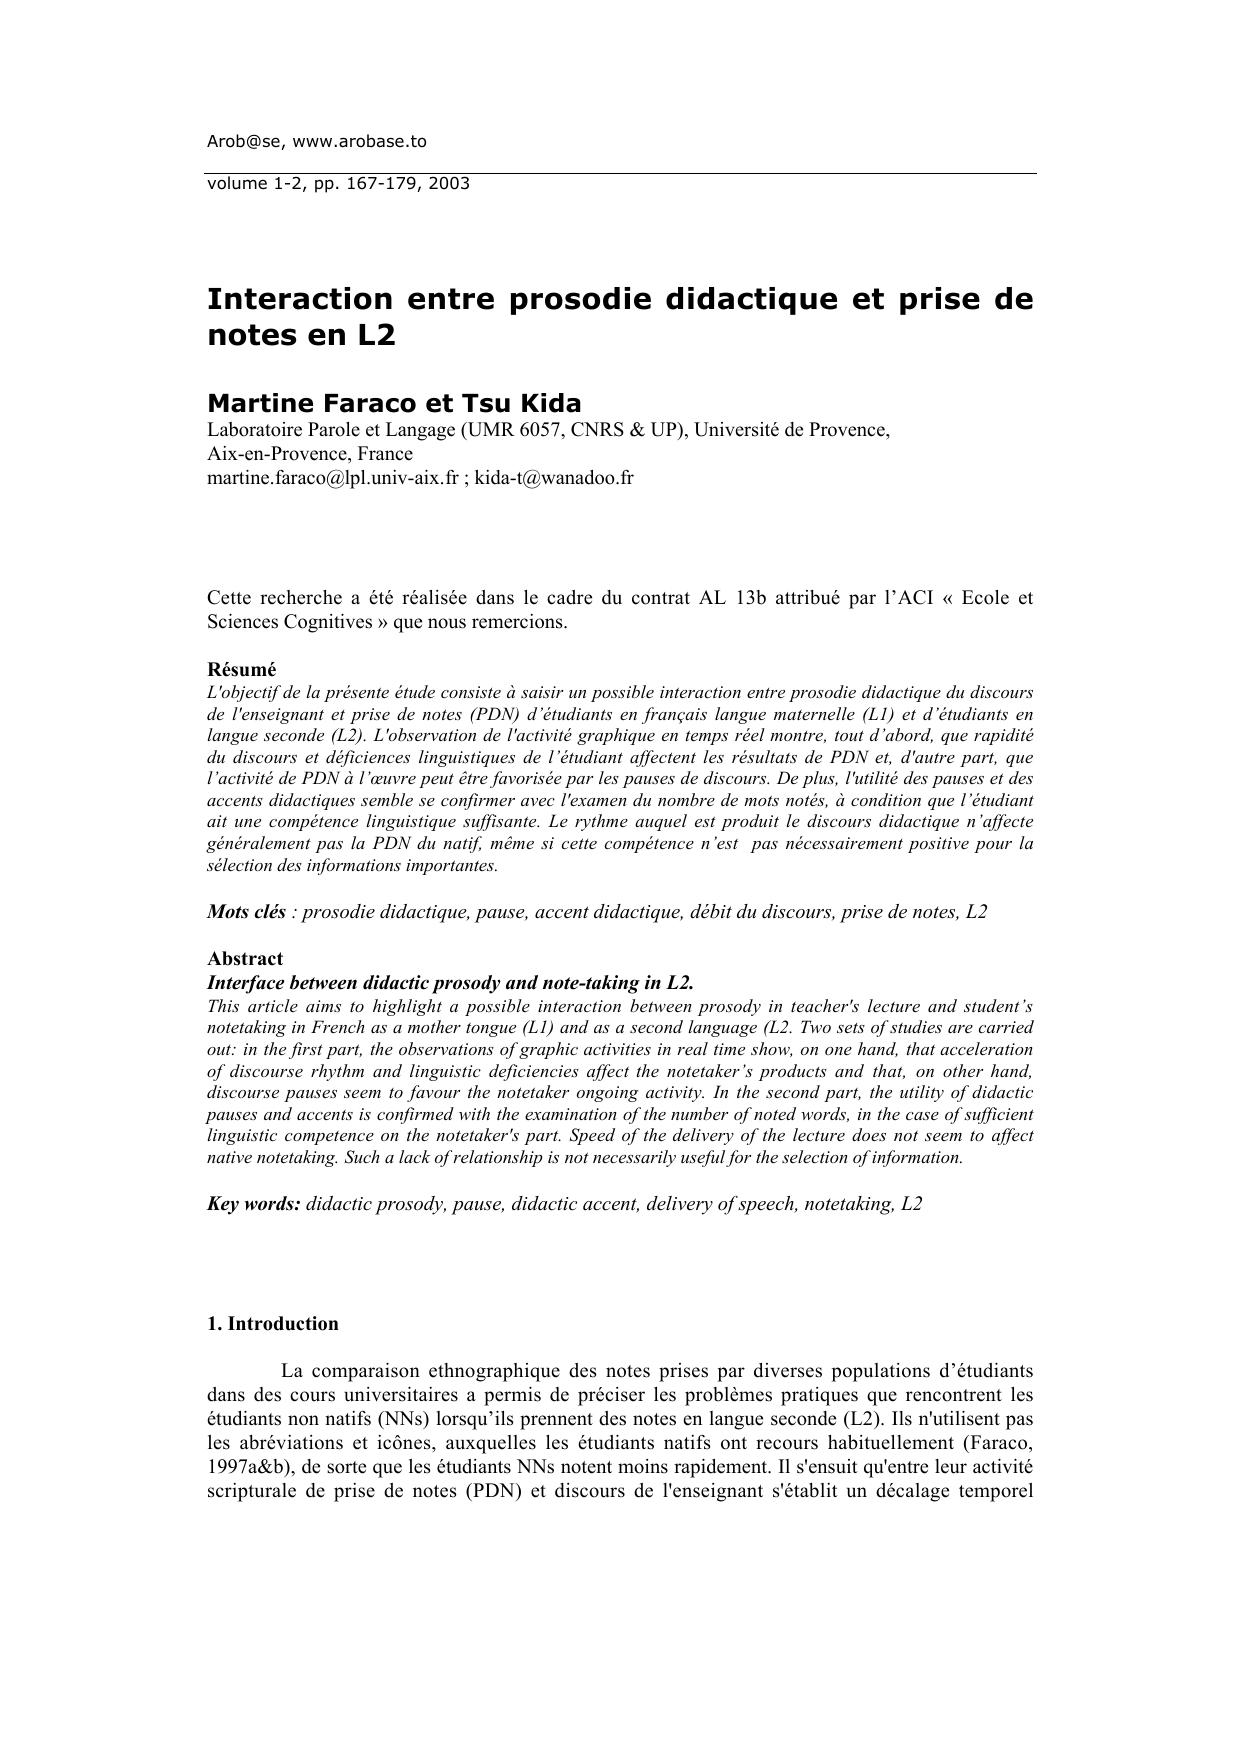 Arob@se, www.arobase.to
volume 1-2, pp. 167-179, 2003
Interaction entre prosodie didactique et prise de
notes en L2
Martine Faraco et Tsu Kida
Laboratoire Parole et Langage (UMR 6057, CNRS & UP), Université de Provence,
Aix-en-Provence, France
martine.faraco@lpl.univ-aix.fr ; kida-t@wanadoo.fr
Cette recherche a été réalisée dans le cadre du contrat AL 13b attribué par l’ACI « Ecole et
Sciences Cognitives » que nous remercions.
Résumé
L'objectif de la présente étude consiste à saisir un possible interaction entre prosodie didactique du discours
de l'enseignant et prise de notes (PDN) d’étudiants en français langue maternelle (L1) et d’étudiants en
langue seconde (L2). L'observation de l'activité graphique en temps réel montre, tout d’abord, que rapidité
du discours et déficiences linguistiques de l’étudiant affectent les résultats de PDN et, d'autre part, que
l’activité de PDN à l’œuvre peut être favorisée par les pauses de discours. De plus, l'utilité des pauses et des
accents didactiques semble se confirmer avec l'examen du nombre de mots notés, à condition que l’étudiant
ait une compétence linguistique suffisante. Le rythme auquel est produit le discours didactique n’affecte
généralement pas la PDN du natif, même si cette compétence n’est pas nécessairement positive pour la
sélection des informations importantes.
Mots clés : prosodie didactique, pause, accent didactique, débit du discours, prise de notes, L2
Abstract
Interface between didactic prosody and note-taking in L2.
This article aims to highlight a possible interaction between prosody in teacher's lecture and student’s
notetaking in French as a mother tongue (L1) and as a second language (L2. Two sets of studies are carried
out: in the first part, the observations of graphic activities in real time show, on one hand, that acceleration
of discourse rhythm and linguistic deficiencies affect the notetaker’s products and that, on other hand,
discourse pauses seem to favour the notetaker ongoing activity. In the second part, the utility of didactic
pauses and accents is confirmed with the examination of the number of noted words, in the case of sufficient
linguistic competence on the notetaker's part. Speed of the delivery of the lecture does not seem to affect
native notetaking. Such a lack of relationship is not necessarily useful for the selection of information.
Key words: didactic prosody, pause, didactic accent, delivery of speech, notetaking, L2
1. Introduction
La comparaison ethnographique des notes prises par diverses populations d’étudiants
dans des cours universitaires a permis de préciser les problèmes pratiques que rencontrent les
étudiants non natifs (NNs) lorsqu’ils prennent des notes en langue seconde (L2). Ils n'utilisent pas
les abréviations et icônes, auxquelles les étudiants natifs ont recours habituellement (Faraco,
1997a&b), de sorte que les étudiants NNs notent moins rapidement. Il s'ensuit qu'entre leur activité
scripturale de prise de notes (PDN) et discours de l'enseignant s'établit un décalage temporel